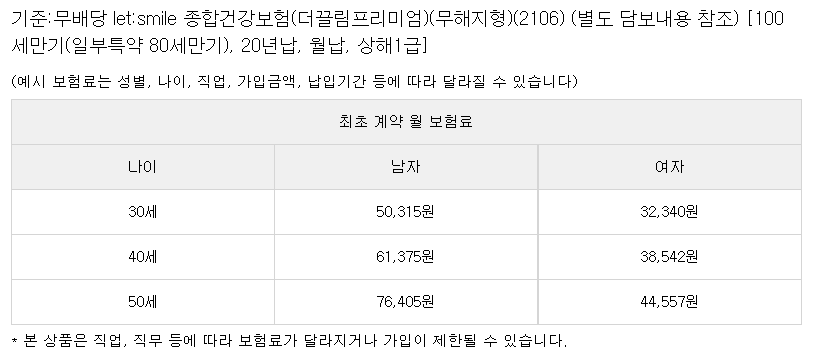 기준:무배당 let:smile 종합건강보험(더끌림프리미엄)(무해지형)(2106) (별도 담보내용 참조) [100
세만기(일부특약 80세만기), 20년납, 월납, 상해1급]
(예시 보험료는 성별, 나이, 직업, 가입금액, 납입기간 등에 따라 달라질 수 있습니다)
최초 계약 월 보험료
나이 남자 여자
30세 50,315원 32,340원
40세 61,375원 38,542원
50세 76,405원 44,557원
* 본 상품은 직업, 직무 등에 따라 보험료가 달라지거나 가입이 제한될 수 있습니다.